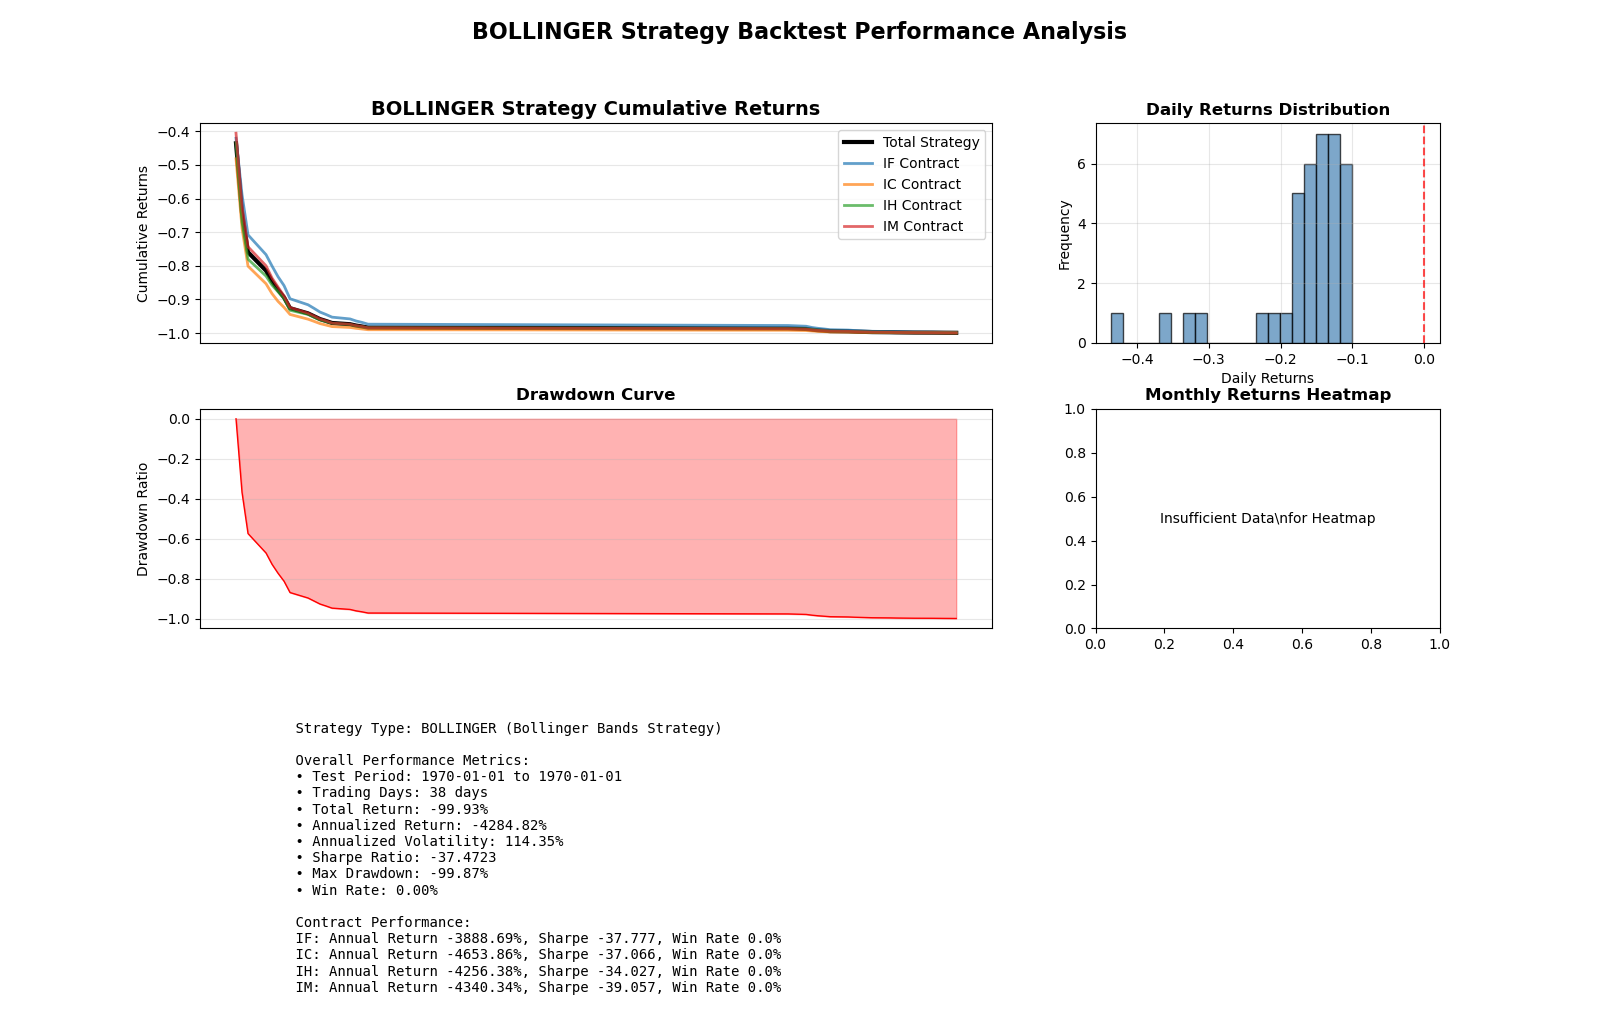 BOLLINGER Strategy Backtest Performance Analysis
BOLLINGER Strategy Cumulative Returns
Cumulative Returns
−0.4
−0.5
−0.6
−0.7
−0.8
−0.9
−1.0
Total Strategy
IF Contract
IC Contract
IH Contract
IM Contract
Daily Returns Distribution
Frequency
6
4
2
0
−0.4 −0.3 −0.2 −0.1 0.0
Daily Returns
Drawdown Curve
Drawdown Ratio
0.0
−0.2
−0.4
−0.6
−0.8
−1.0
Monthly Returns Heatmap
1.0
0.8
0.6
0.4
0.2
0.0
Insufficient Data\nfor Heatmap
0.0 0.2 0.4 0.6 0.8 1.0
Strategy Type: BOLLINGER (Bollinger Bands Strategy)
Overall Performance Metrics:
• Test Period: 1970-01-01 to 1970-01-01
• Trading Days: 38 days
• Total Return: -99.93%
• Annualized Return: -4284.82%
• Annualized Volatility: 114.35%
• Sharpe Ratio: -37.4723
• Max Drawdown: -99.87%
• Win Rate: 0.00%
Contract Performance:
IF: Annual Return -3888.69%, Sharpe -37.777, Win Rate 0.0%
IC: Annual Return -4653.86%, Sharpe -37.066, Win Rate 0.0%
IH: Annual Return -4256.38%, Sharpe -34.027, Win Rate 0.0%
IM: Annual Return -4340.34%, Sharpe -39.057, Win Rate 0.0%